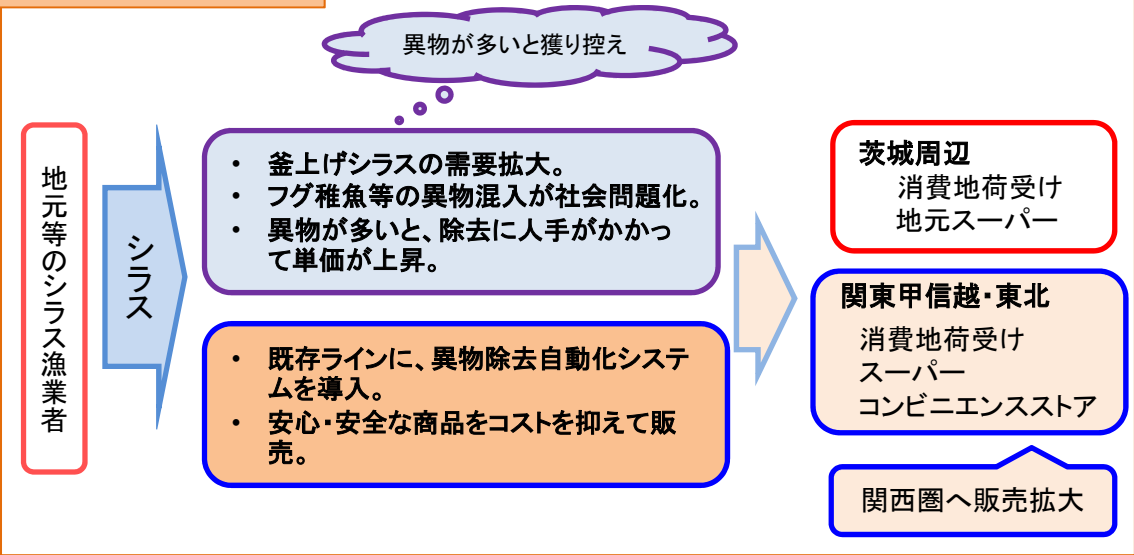 異物が多いと獲り控え
地元等のシラス漁業者
シラス
• 釜上げシラスの需要拡大。
• フグ稚魚等の異物混入が社会問題化。
• 異物が多いと、除去に人手がかかっ
て単価が上昇。
• 既存ラインに、異物除去自動化システ
ムを導入。
• 安心・安全な商品をコストを抑えて販
売。
茨城周辺
消費地荷受け
地元スーパー
関東甲信越・東北
消費地荷受け
スーパー
コンビニエンスストア
関西圏へ販売拡大